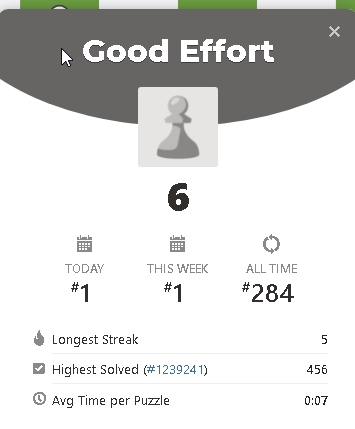 Good Effort
6
TODAY THIS WEEK ALL TIME
#1 #1 #284
Longest Streak 5
Highest Solved (#1239241) 456
Avg Time per Puzzle 0:07